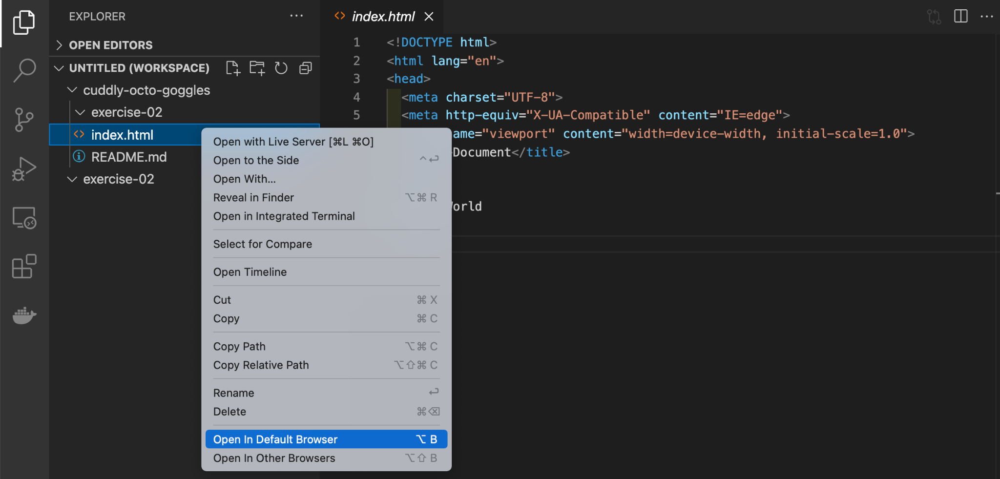 EXPLORER
OPEN EDITORS
UNTITLED (WORKSPACE)
cuddly-octo-goggles
exercise-02
index.html
README.md
exercise-02
index.html
1 <!DOCTYPE html>
2 <html lang="en">
3 <head>
4 <meta charset="UTF-8">
5 <meta http-equiv="X-UA-Compatible" content="IE=edge">
ame="viewport" content="width=device-width, initial-scale=1.0">
Document</title>
orld
Open with Live Server [⌘L ⌘O]
Open to the Side ⌃⏎
Open With...
Reveal in Finder ⌥⌘ R
Open in Integrated Terminal
Select for Compare
Open Timeline
Cut ⌘ X
Copy ⌘ C
Copy Path ⌥⌘ C
Copy Relative Path ⌥⇧⌘ C
Rename ⏎
Delete ⌘⌫
Open In Default Browser ⌥ B
Open In Other Browsers ⌥⇧ B